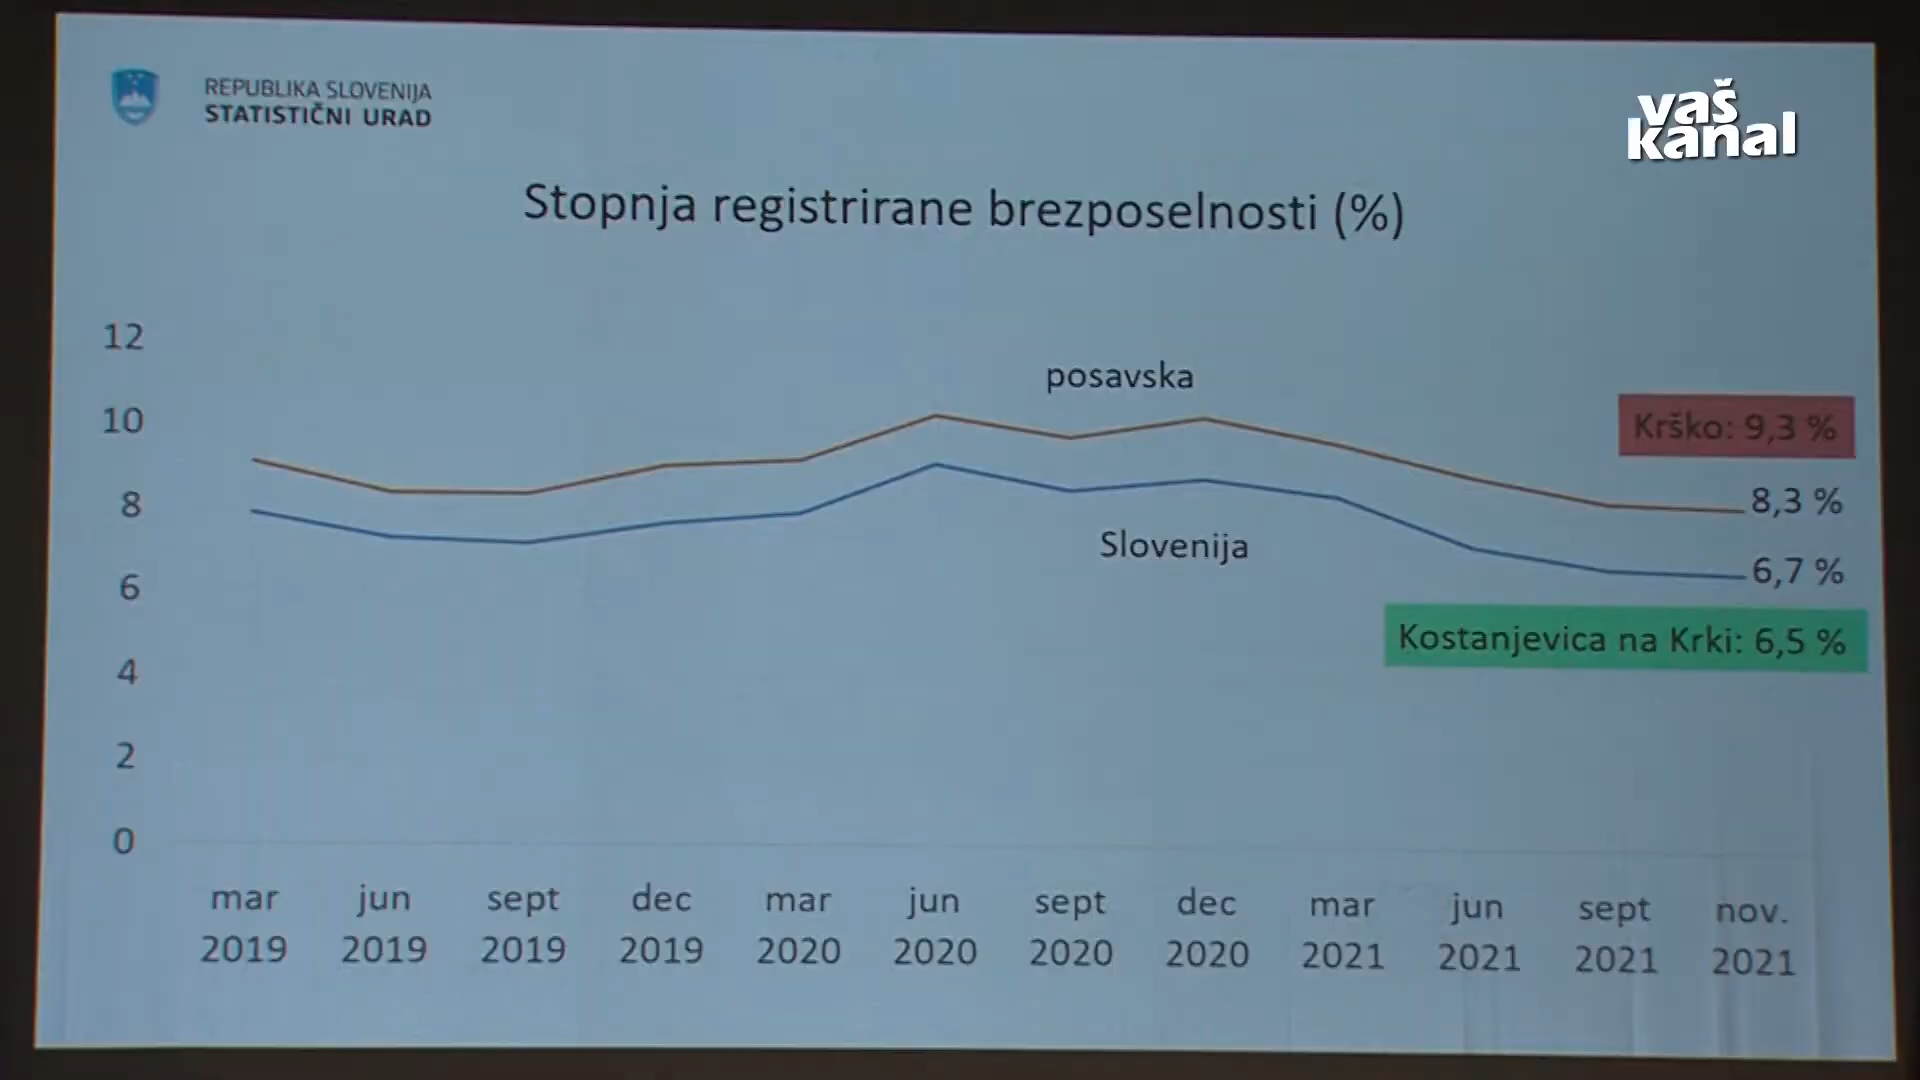 REPUBLIKA SLOVENIJA
STATISTIČNI URAD
vaš
kanal
Stopnja registrirane brezposelnosti (%)
12
10
8
6
4
2
0
posavska
Slovenija
Krško: 9,3 %
8,3 %
6,7 %
Kostanjevica na Krki: 6,5 %
mar jun sept dec mar jun sept dec mar jun sept nov.
2019 2019 2019 2019 2020 2020 2020 2020 2021 2021 2021 2021